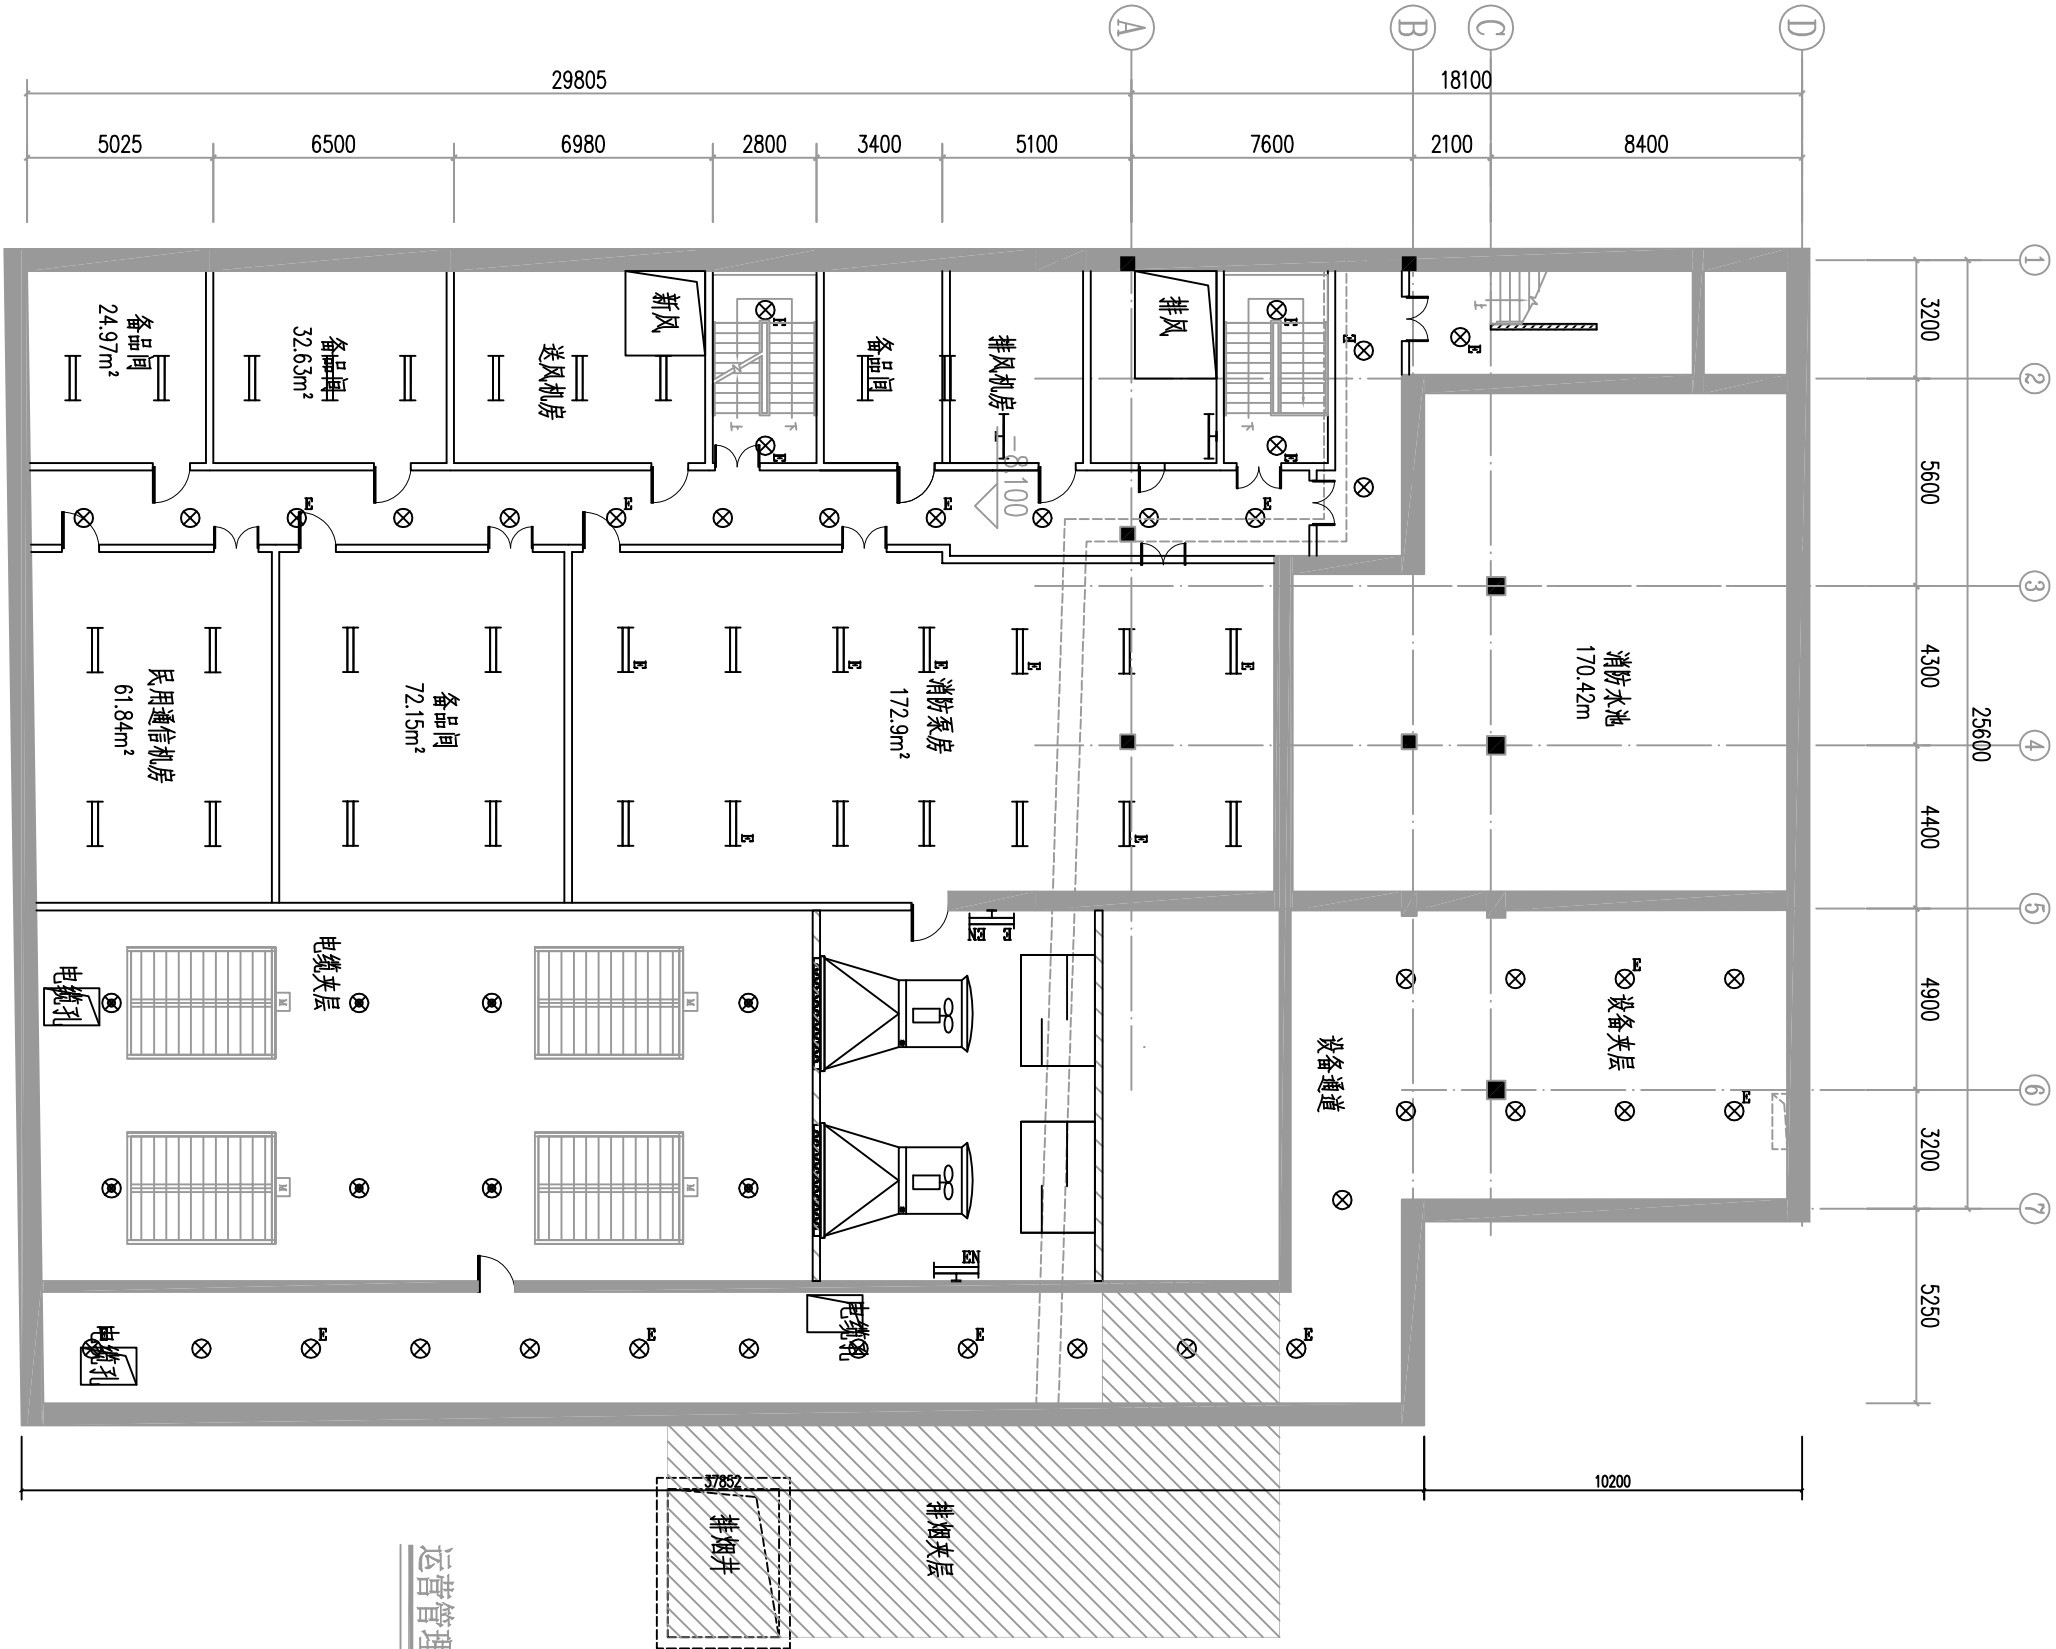 A
B
C
D
29805
18100
5025
6500
6980
2800
3400
5100
7600
2100
8400
1
2
3
4
5
6
7
3200
5600
4300
4400
4900
3200
5250
25600
备品间
24.97m²
备品间
32.63m²
送风机房
新风
备品间
排风机房
排风
-8.100
E
E
E
E
E
E
E
E
E
E
民用通信机房
61.84m²
备品间
72.15m²
消防泵房
172.9m²
E
E
E
E
E
E
E
消防水池
170.42m
电缆夹层
电缆孔
M
M
M
M
EN
E
EN
设备通道
设备夹层
E
E
电缆孔
电缆孔
E
E
E
E
E
37852
10200
排烟井
排烟夹层
运营管理